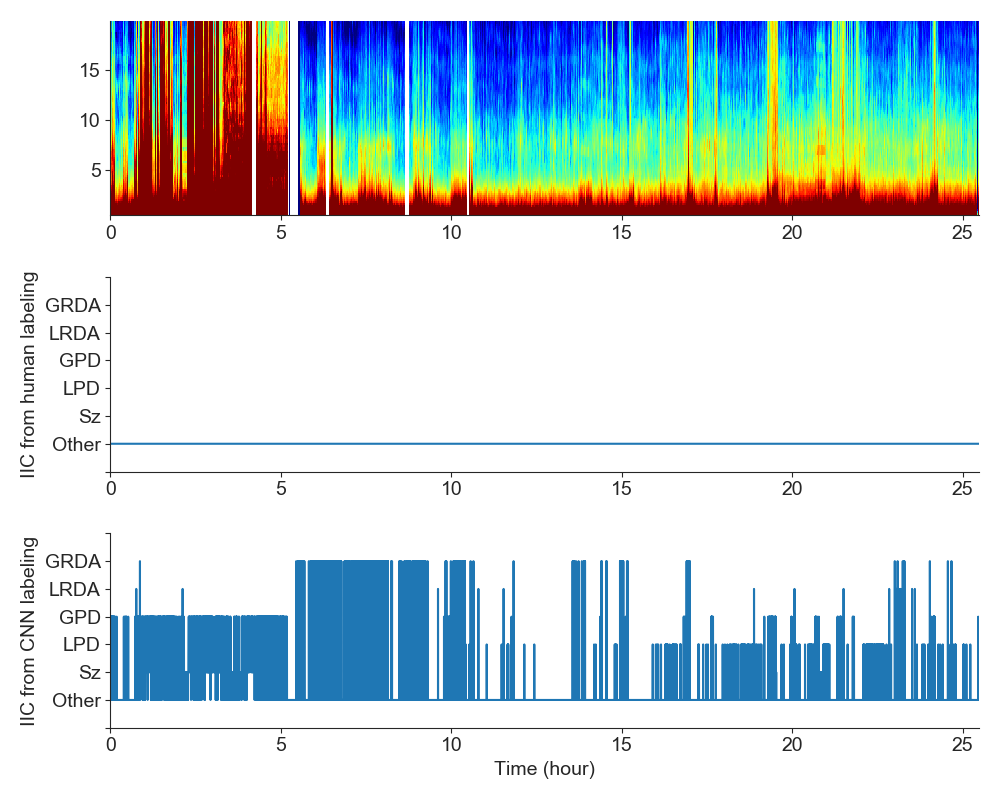 15
10
5
0 5 10 15 20 25
IIC from human labeling
GRDA
LRDA
GPD
LPD
Sz
Other
0 5 10 15 20 25
IIC from CNN labeling
GRDA
LRDA
GPD
LPD
Sz
Other
0 5 10 15 20 25
Time (hour)